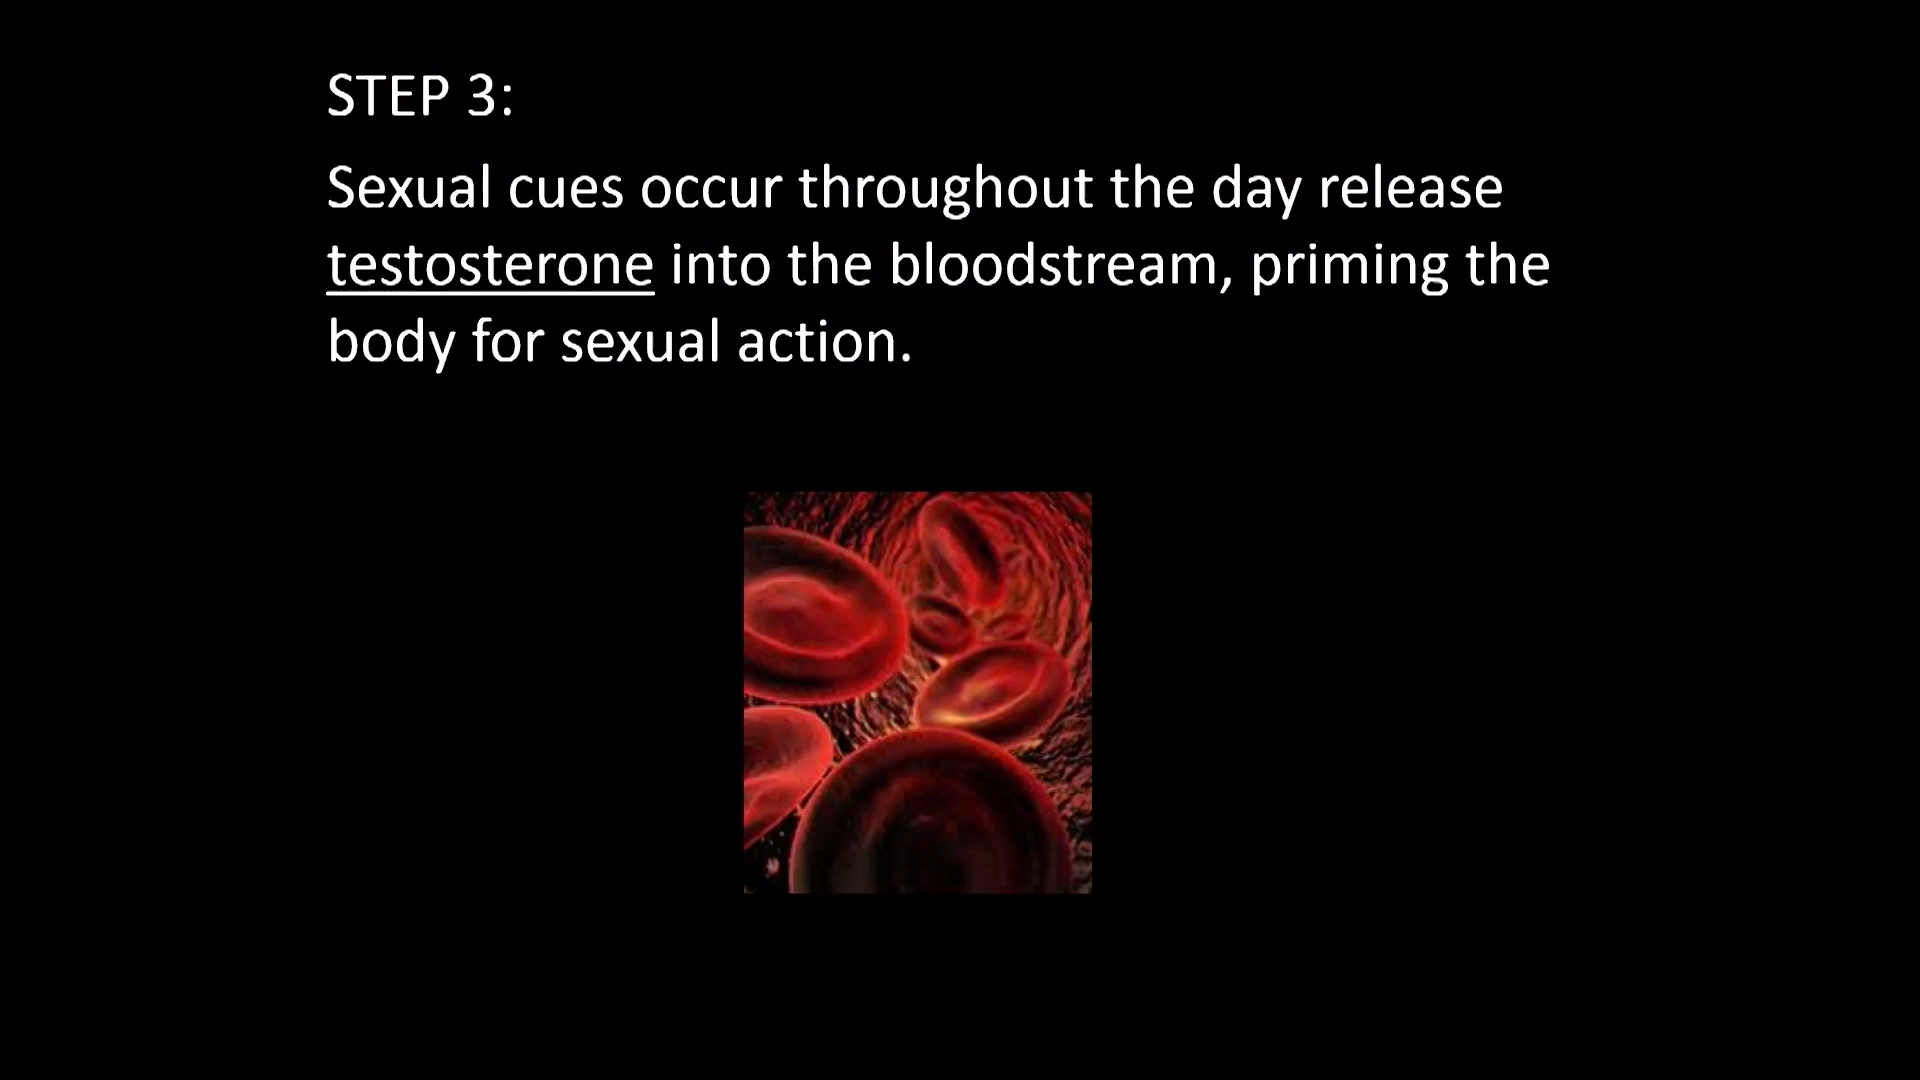 STEP 3:
Sexual cues occur throughout the day release
testosterone into the bloodstream, priming the
body for sexual action.